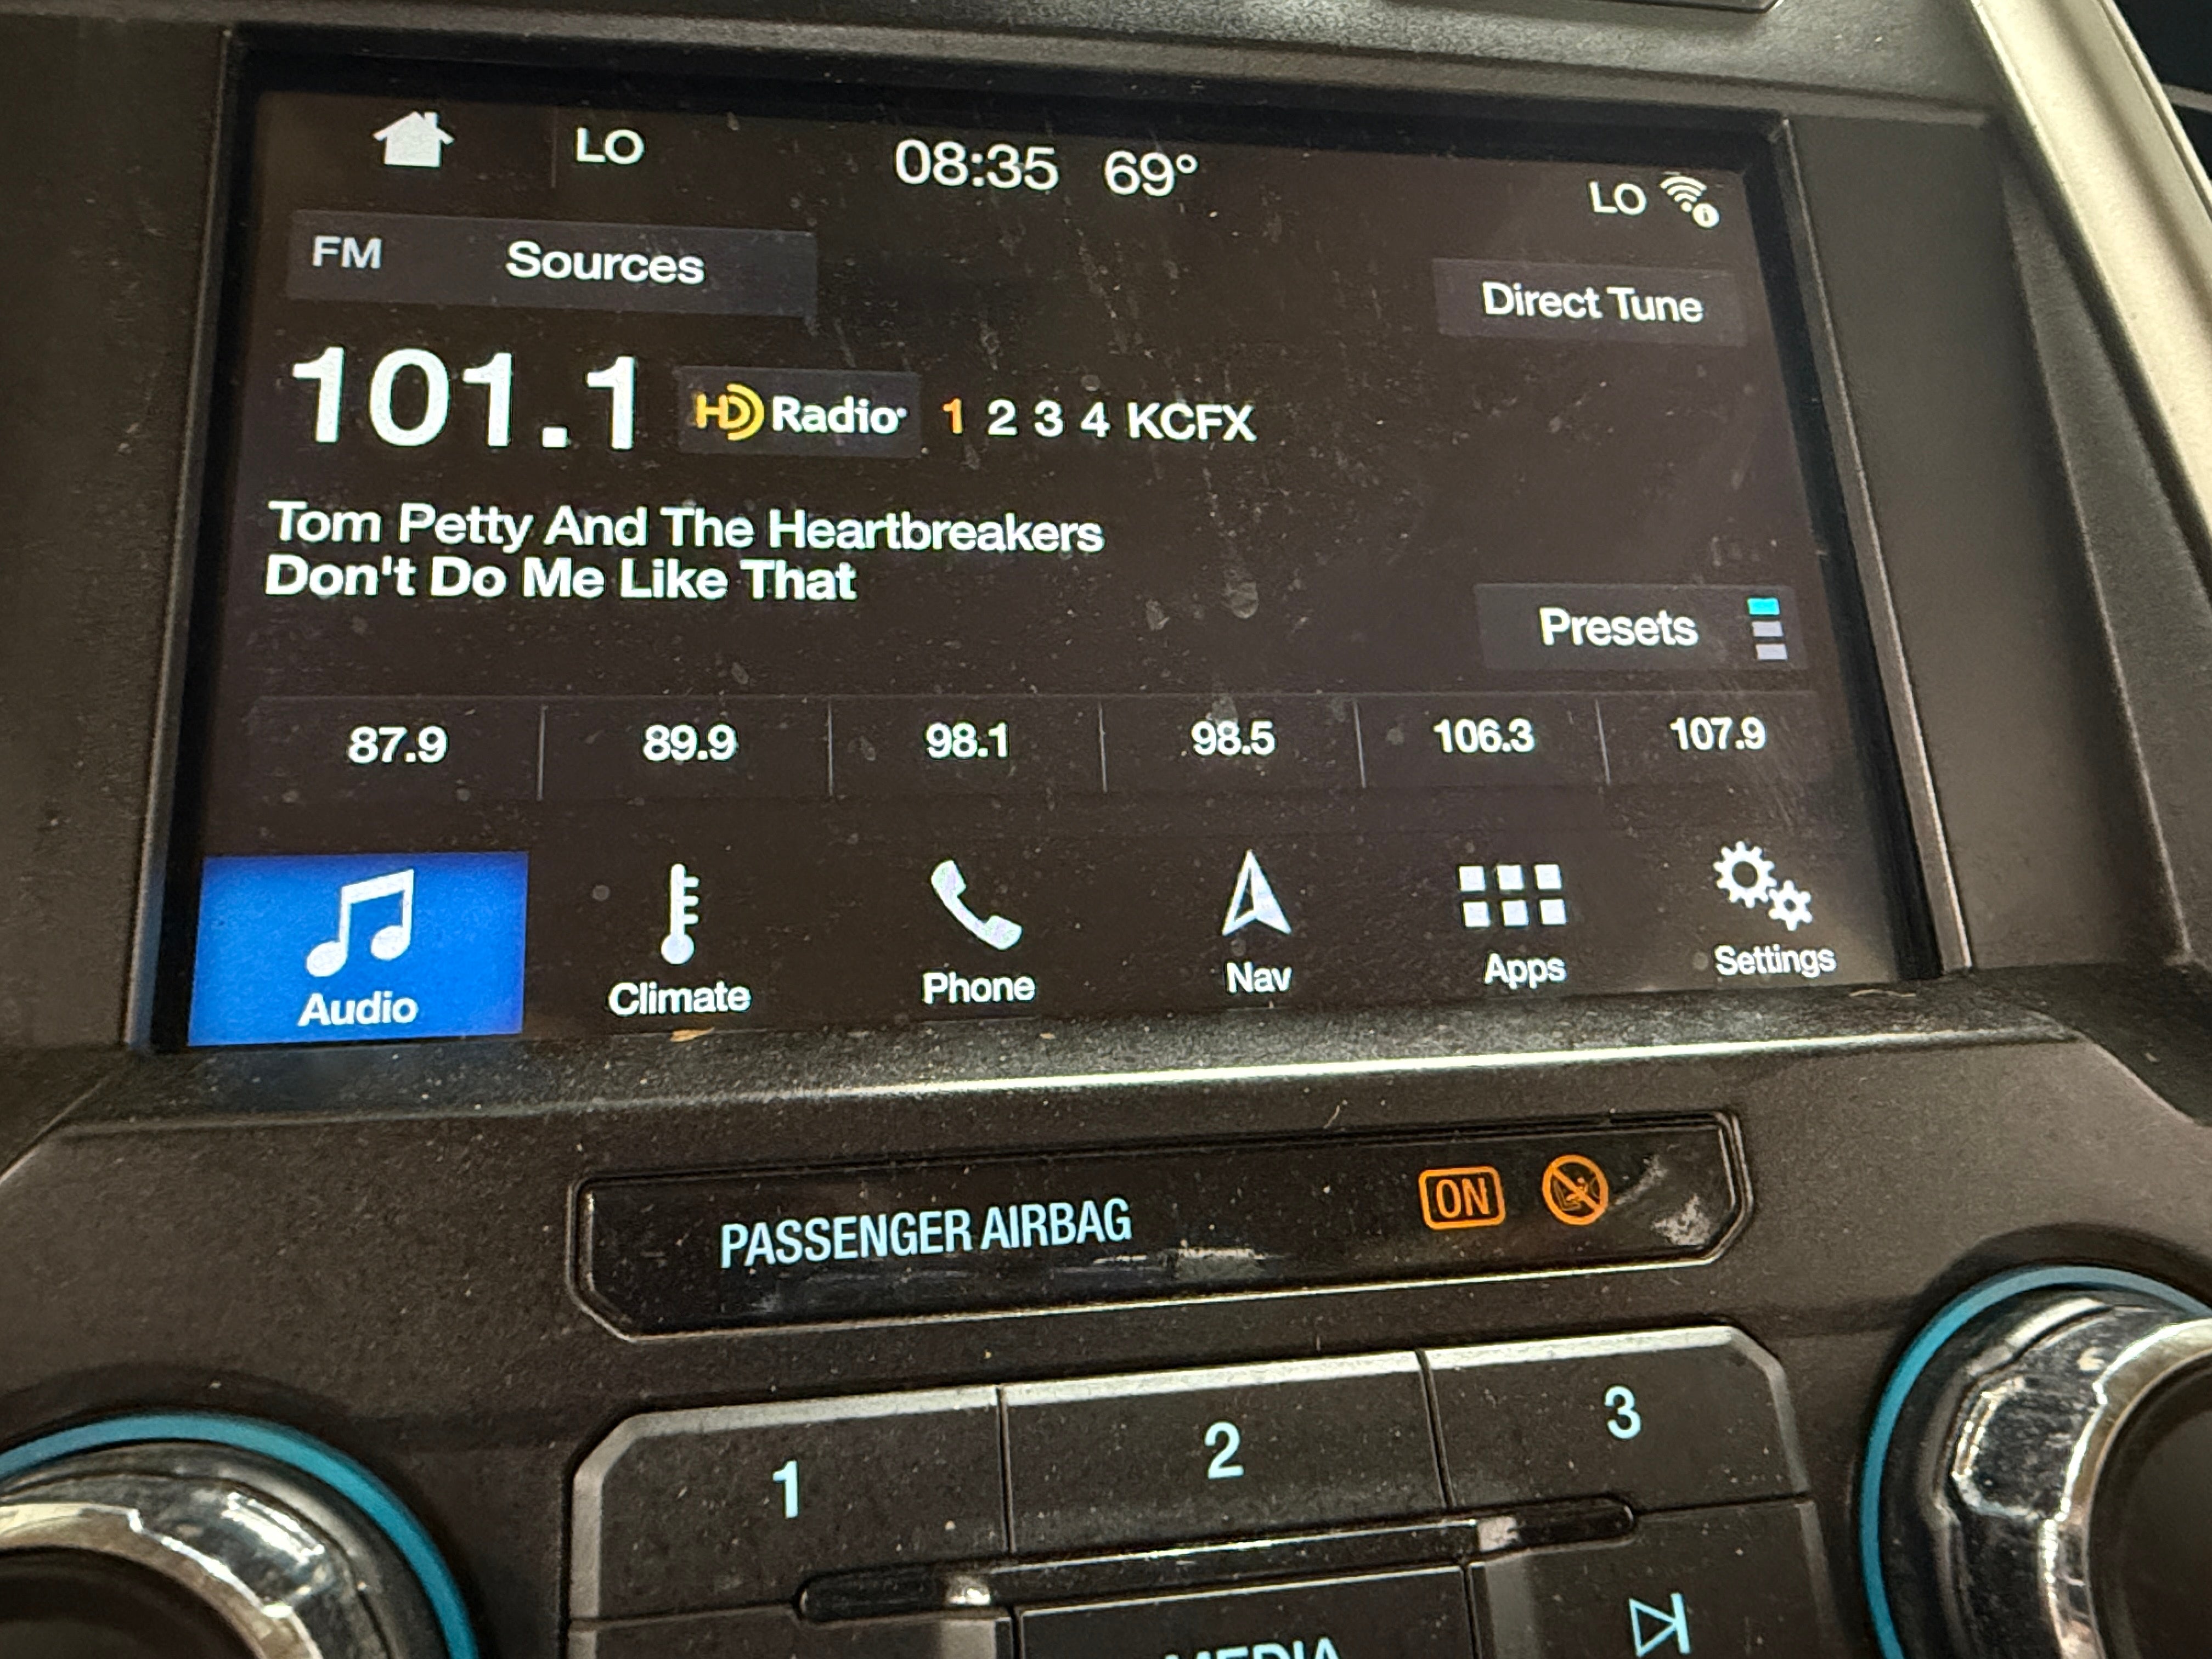 LO 08:35 69° LO
FM Sources
Direct Tune
101.1 HD Radio 1 2 3 4 KCFX
Tom Petty And The Heartbreakers
Don't Do Me Like That
Presets
87.9 89.9 98.1 98.5 106.3 107.9
Audio Climate Phone Nav Apps Settings
PASSENGER AIRBAG ON
1 2 3
MEDIA